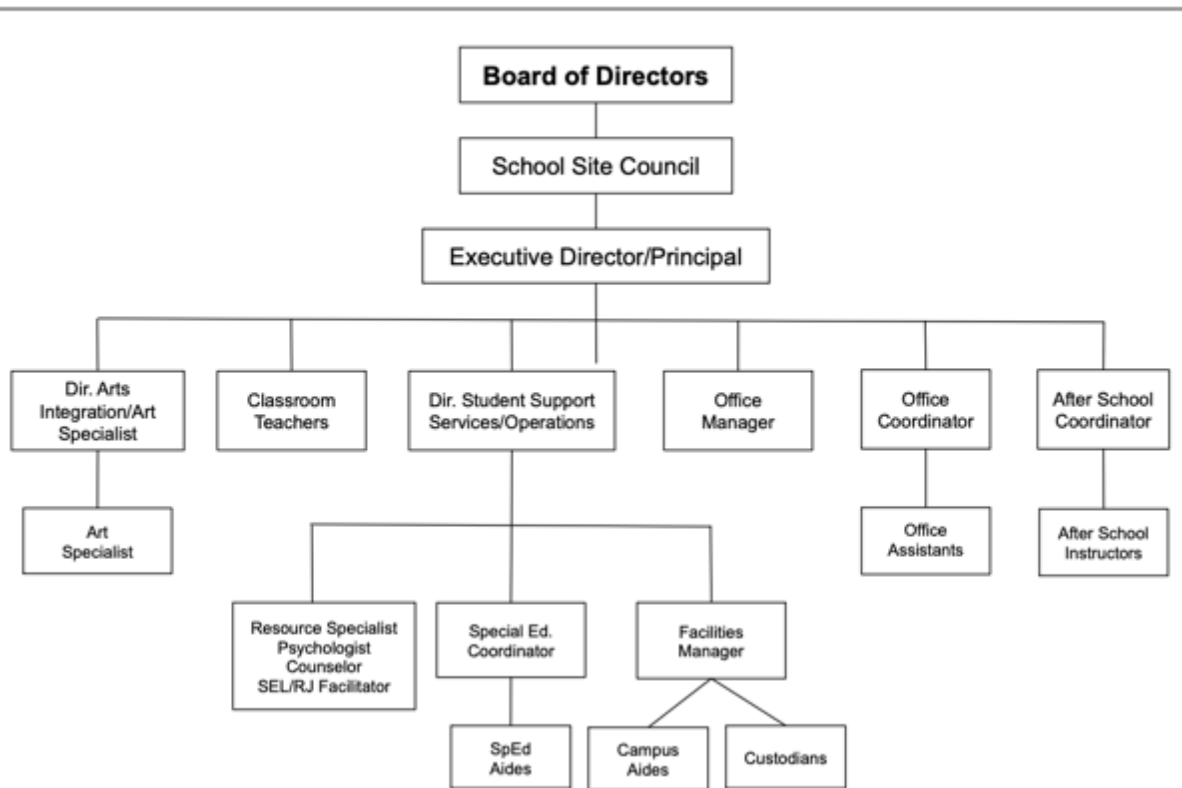 Board of Directors
School Site Council
Executive Director/Principal
Dir. Arts
Integration/Art
Specialist
Classroom
Teachers
Dir. Student Support
Services/Operations
Office
Manager
Office
Coordinator
After School
Coordinator
Art
Specialist
Office
Assistants
After School
Instructors
Resource Specialist
Psychologist
Counselor
SEL/RJ Facilitator
Special Ed.
Coordinator
Facilities
Manager
SpEd
Aides
Campus
Aides
Custodians